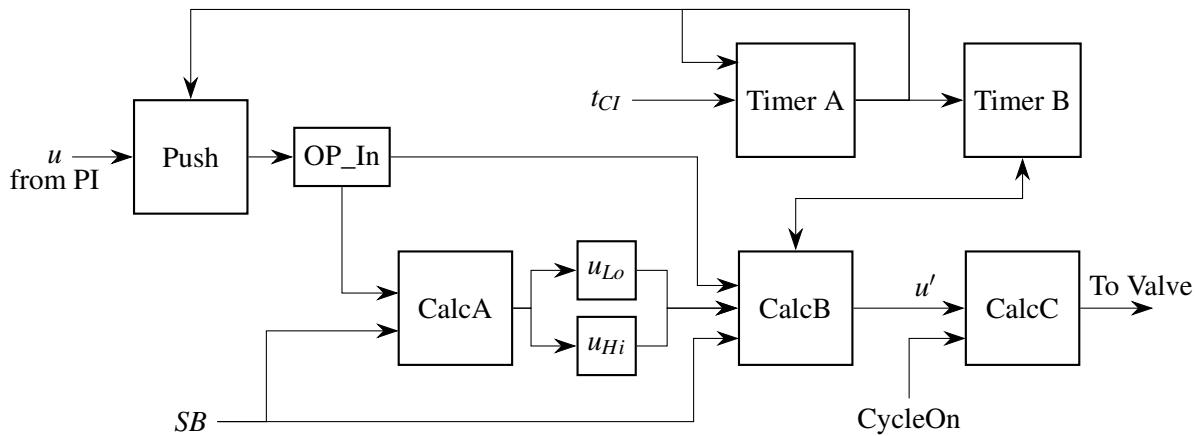 t_CI
Timer A
Timer B
u
from PI
Push
OP_In
CalcA
u_Lo
u_Hi
CalcB
u'
CalcC
To Valve
SB
CycleOn